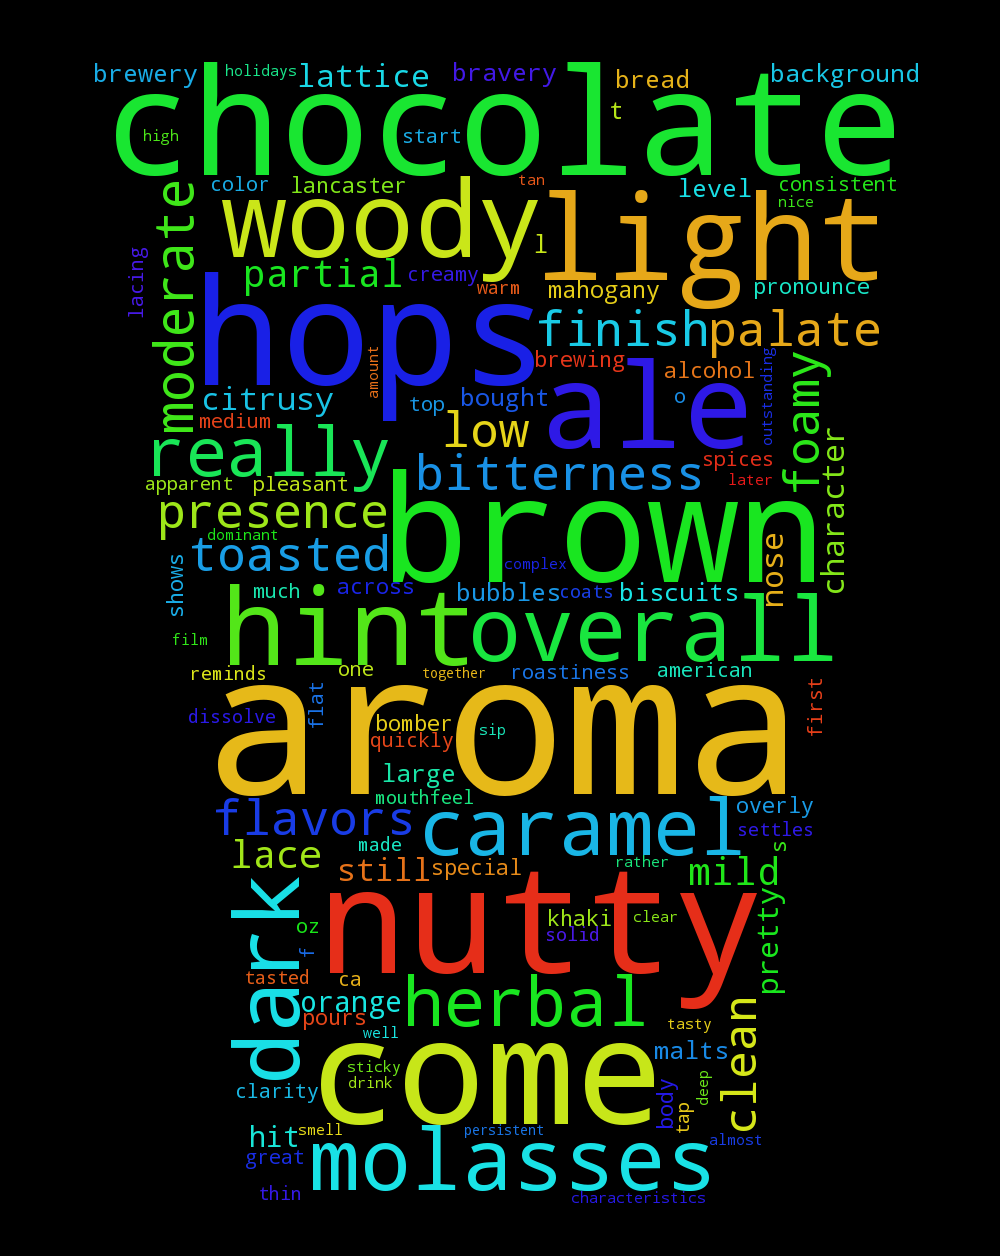 brewery holidays lattice bravery bread background
chocolate
high start t
color lancaster tan level consistent
nice
moderate woody l light
lacing partial creamy warm mahogany pronounce
hops finish palate
amount brewing alcohol outstanding foamy
citrusy top bought o ale
medium low
really bitterness spices character
apparent pleasant later
presence brown
dominant toasted complex nose
shows much across bubbles coats biscuits
hint overall
film
reminds one together roastiness american
aroma
dissolve flat bomber sip first
quickly
large
mouthfeel
flavors caramel overly
settles
lace made s
still special rather mild
dark nutty pretty
khaki clear
oz solid
f
tasted ca
orange herbal clean
pours well tasty
come malts
sticky
drink
clarity body tap deep
hit smell persistent almost
great molasses
thin characteristics